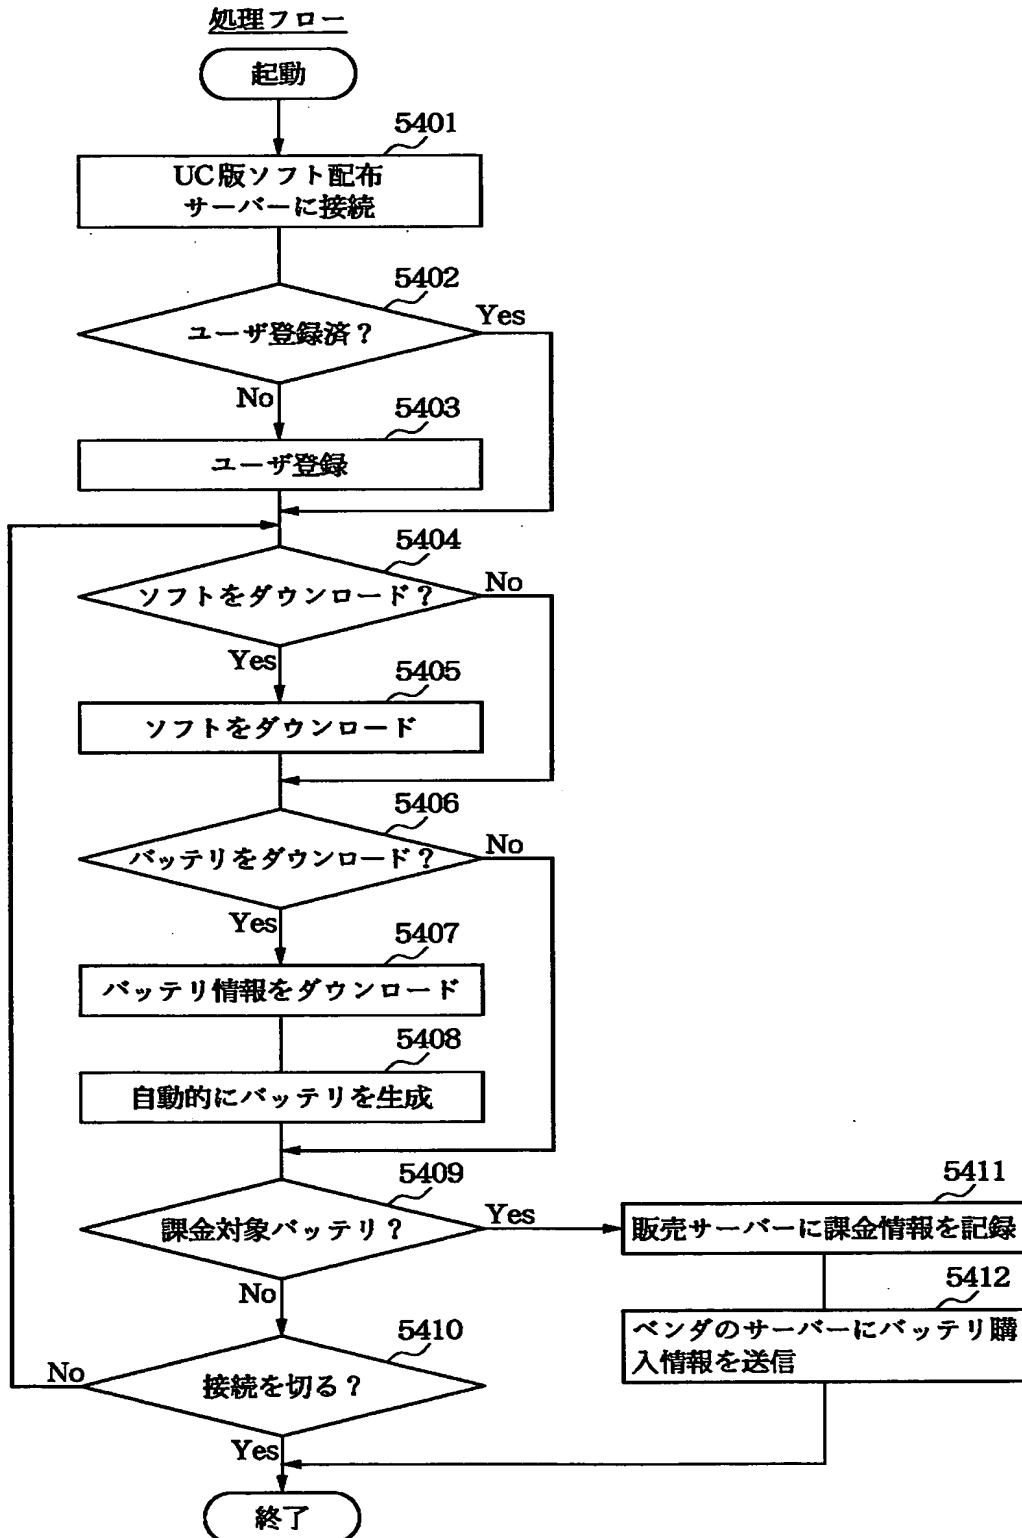 処理フロー
起動
5401
UC版ソフト配布
サーバーに接続
5402
ユーザ登録済？
Yes
No
5403
ユーザ登録
5404
ソフトをダウンロード？
No
Yes
5405
ソフトをダウンロード
5406
バッテリをダウンロード？
No
Yes
5407
バッテリ情報をダウンロード
5408
自動的にバッテリを生成
5409
課金対象バッテリ？
Yes
5411
販売サーバーに課金情報を記録
5412
ベンダのサーバーにバッテリ購
入情報を送信
No
5410
接続を切る？
No
Yes
終了